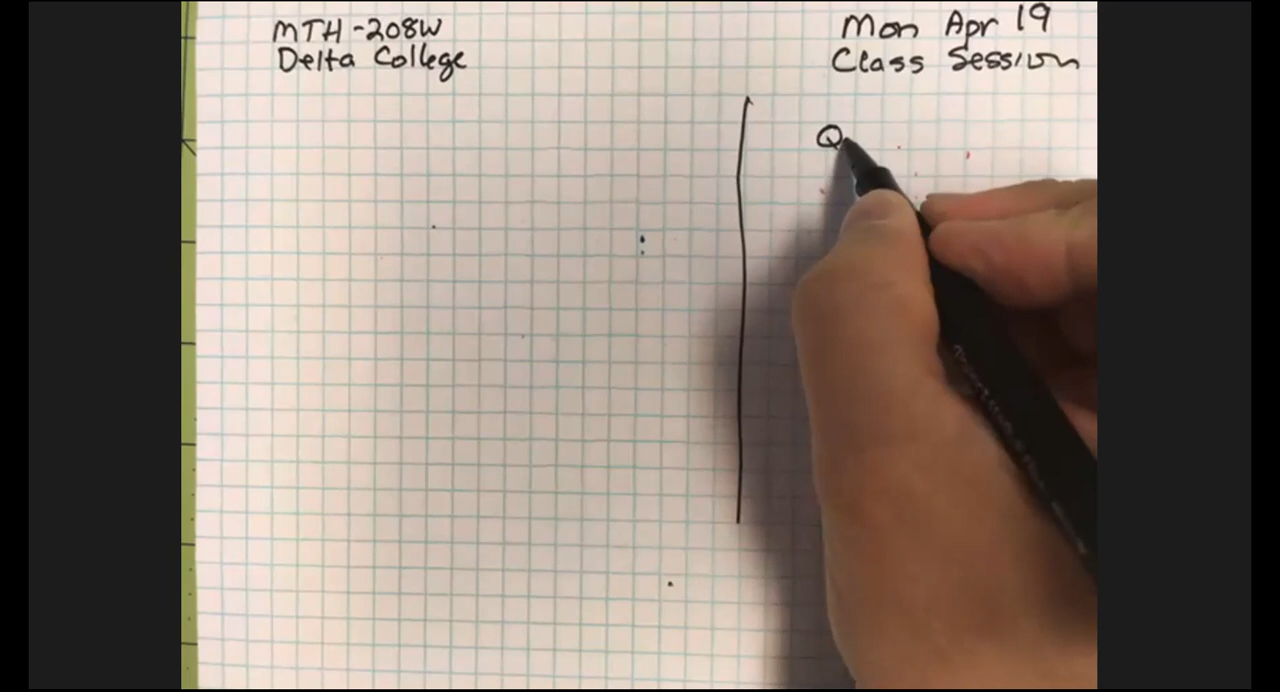 MTH-208W
Delta College
Mon Apr 19
Class Session
Q